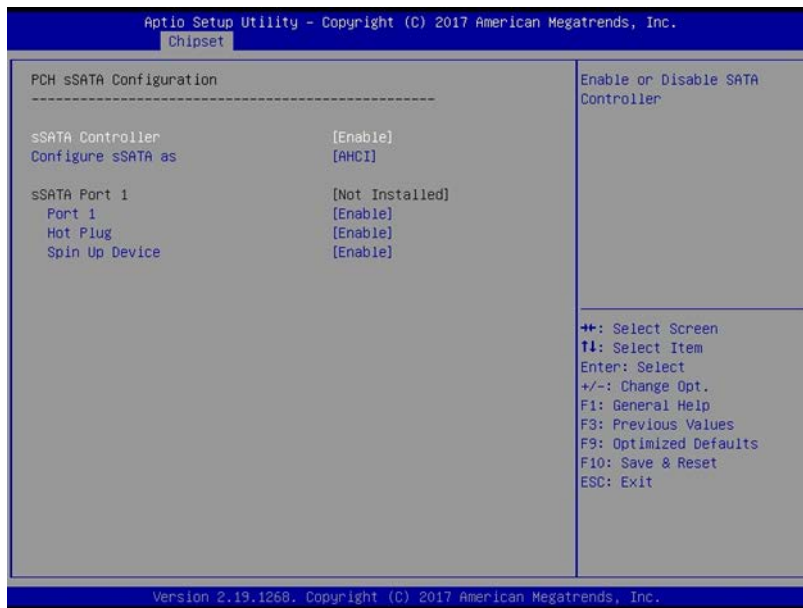 Aptio Setup Utility – Copyright (C) 2017 American Megatrends, Inc.
Chipset
PCH sSATA Configuration
--------------------------------------------------
sSATA Controller [Enable]
Configure sSATA as [AHCI]
sSATA Port 1 [Not Installed]
Port 1 [Enable]
Hot Plug [Enable]
Spin Up Device [Enable]
Enable or Disable SATA
Controller
→←: Select Screen
↑↓: Select Item
Enter: Select
+/-: Change Opt.
F1: General Help
F3: Previous Values
F9: Optimized Defaults
F10: Save & Reset
ESC: Exit
Version 2.19.1268. Copyright (C) 2017 American Megatrends, Inc.